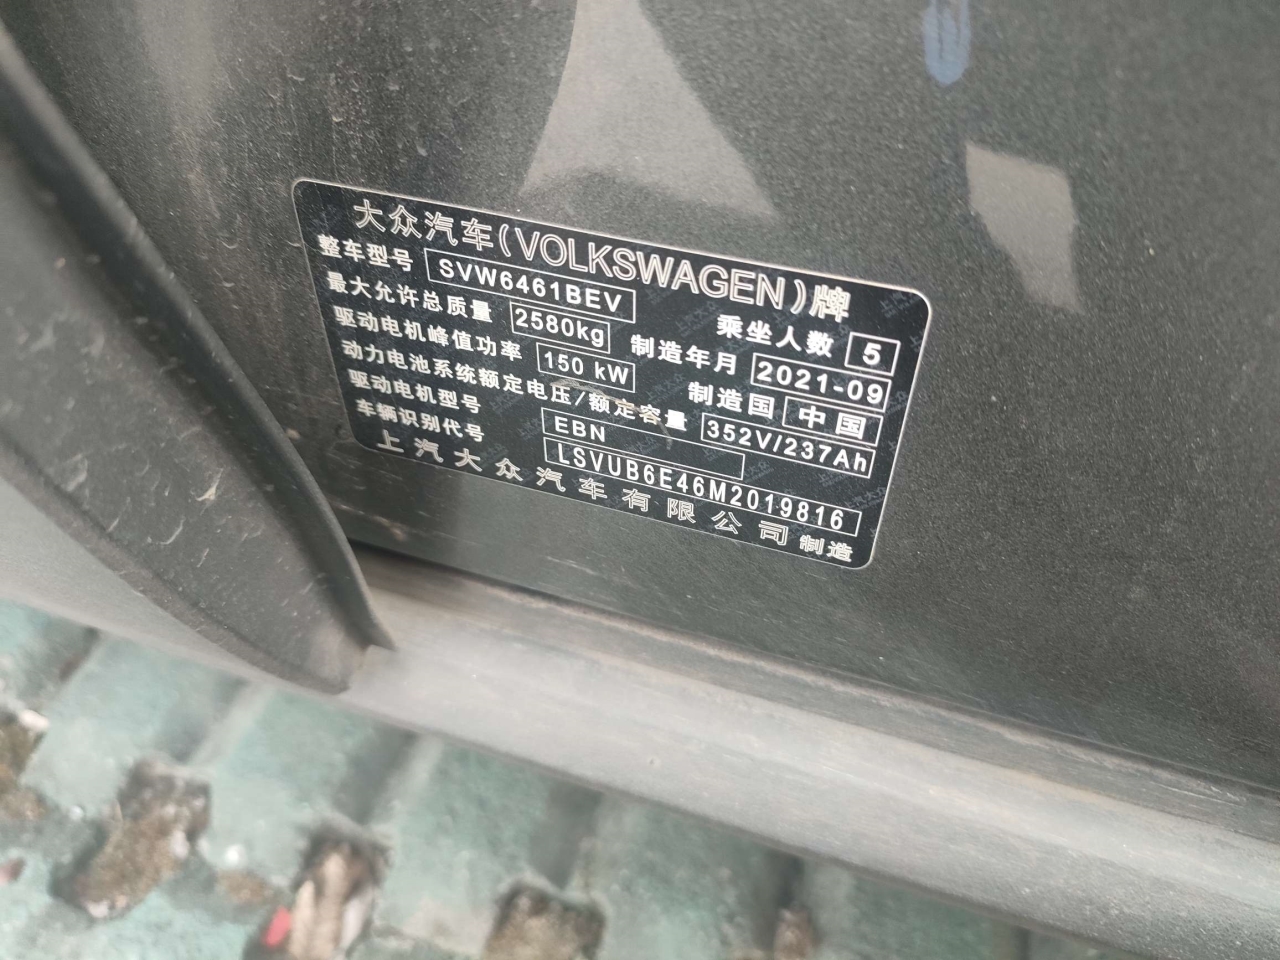 大众汽车(VOLKSWAGEN)牌
整车型号 SVW6461BEV 乘坐人数 5
最大允许总质量 2580kg 制造年月 2021-09
驱动电机峰值功率 150 kW 制造国 中国
动力电池系统额定电压/额定容量 352V/237Ah
驱动电机型号 EBN
车辆识别代号 LSVUB6E46M2019816
上汽大众汽车有限公司 制造